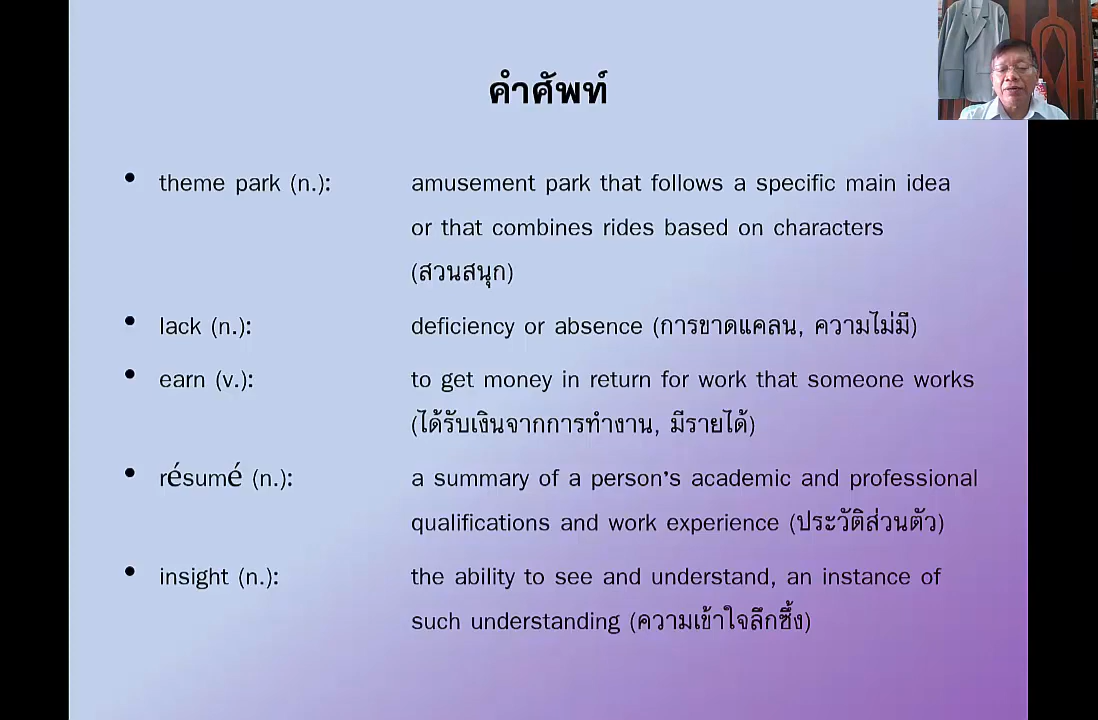 คำศัพท์
• theme park (n.): amusement park that follows a specific main idea
or that combines rides based on characters
(สวนสนุก)
• lack (n.): deficiency or absence (การขาดแคลน, ความไม่มี)
• earn (v.): to get money in return for work that someone works
(ได้รับเงินจากการทำงาน, มีรายได้)
• résumé (n.): a summary of a person’s academic and professional
qualifications and work experience (ประวัติส่วนตัว)
• insight (n.): the ability to see and understand, an instance of
such understanding (ความเข้าใจลึกซึ้ง)